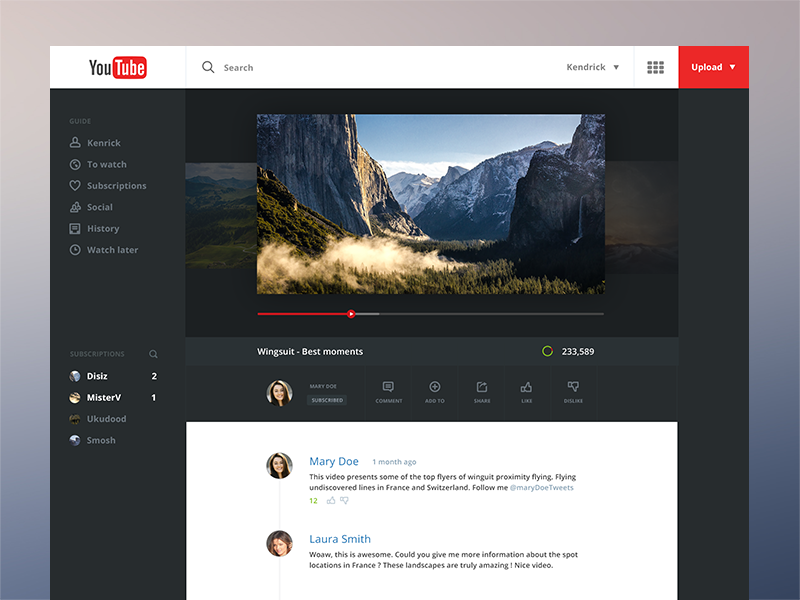 YouTube
Search
Kendrick
Upload
GUIDE
Kenrick
To watch
Subscriptions
Social
History
Watch later
SUBSCRIPTIONS
Disiz 2
MisterV 1
Ukudood
Smosh
Wingsuit - Best moments
233,589
MARY DOE
SUBSCRIBED
COMMENT
ADD TO
SHARE
LIKE
DISLIKE
Mary Doe 1 month ago
This video presents some of the top flyers of winguit proximity flying. Flying
undiscovered lines in France and Switzerland. Follow me @maryDoeTweets
12
Laura Smith
Woaw, this is awesome. Could you give me more information about the spot
locations in France ? These landscapes are truly amazing ! Nice video.